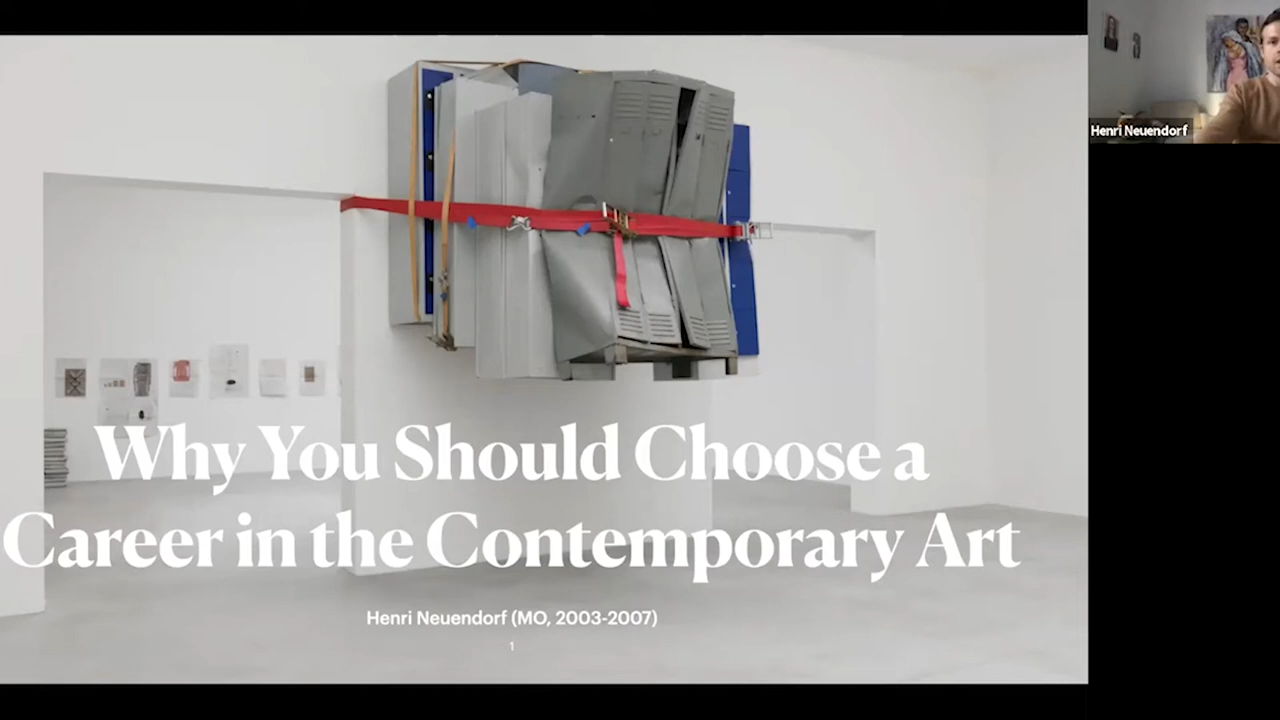 Henri Neuendorf
Why You Should Choose a
Career in the Contemporary Art
Henri Neuendorf (MO, 2003-2007)
1